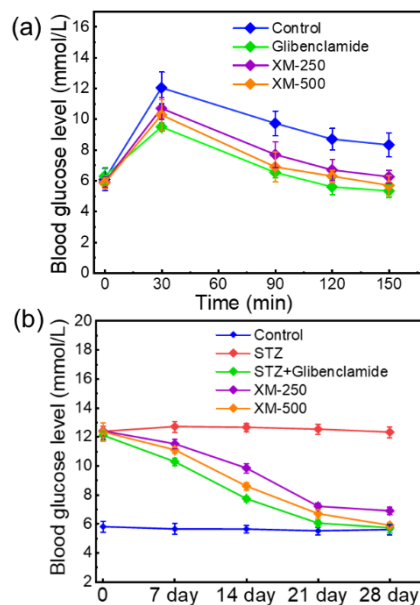 (a)
Blood glucose level (mmol/L)
16
14
12
10
8
6
4
2
0
Control
Glibenclamide
XM-250
XM-500
0 30 60 90 120 150
Time (min)
(b)
Blood glucose level (mmol/L)
20
18
16
14
12
10
8
6
4
2
Control
STZ
STZ+Glibenclamide
XM-250
XM-500
0 7 day 14 day 21 day 28 day